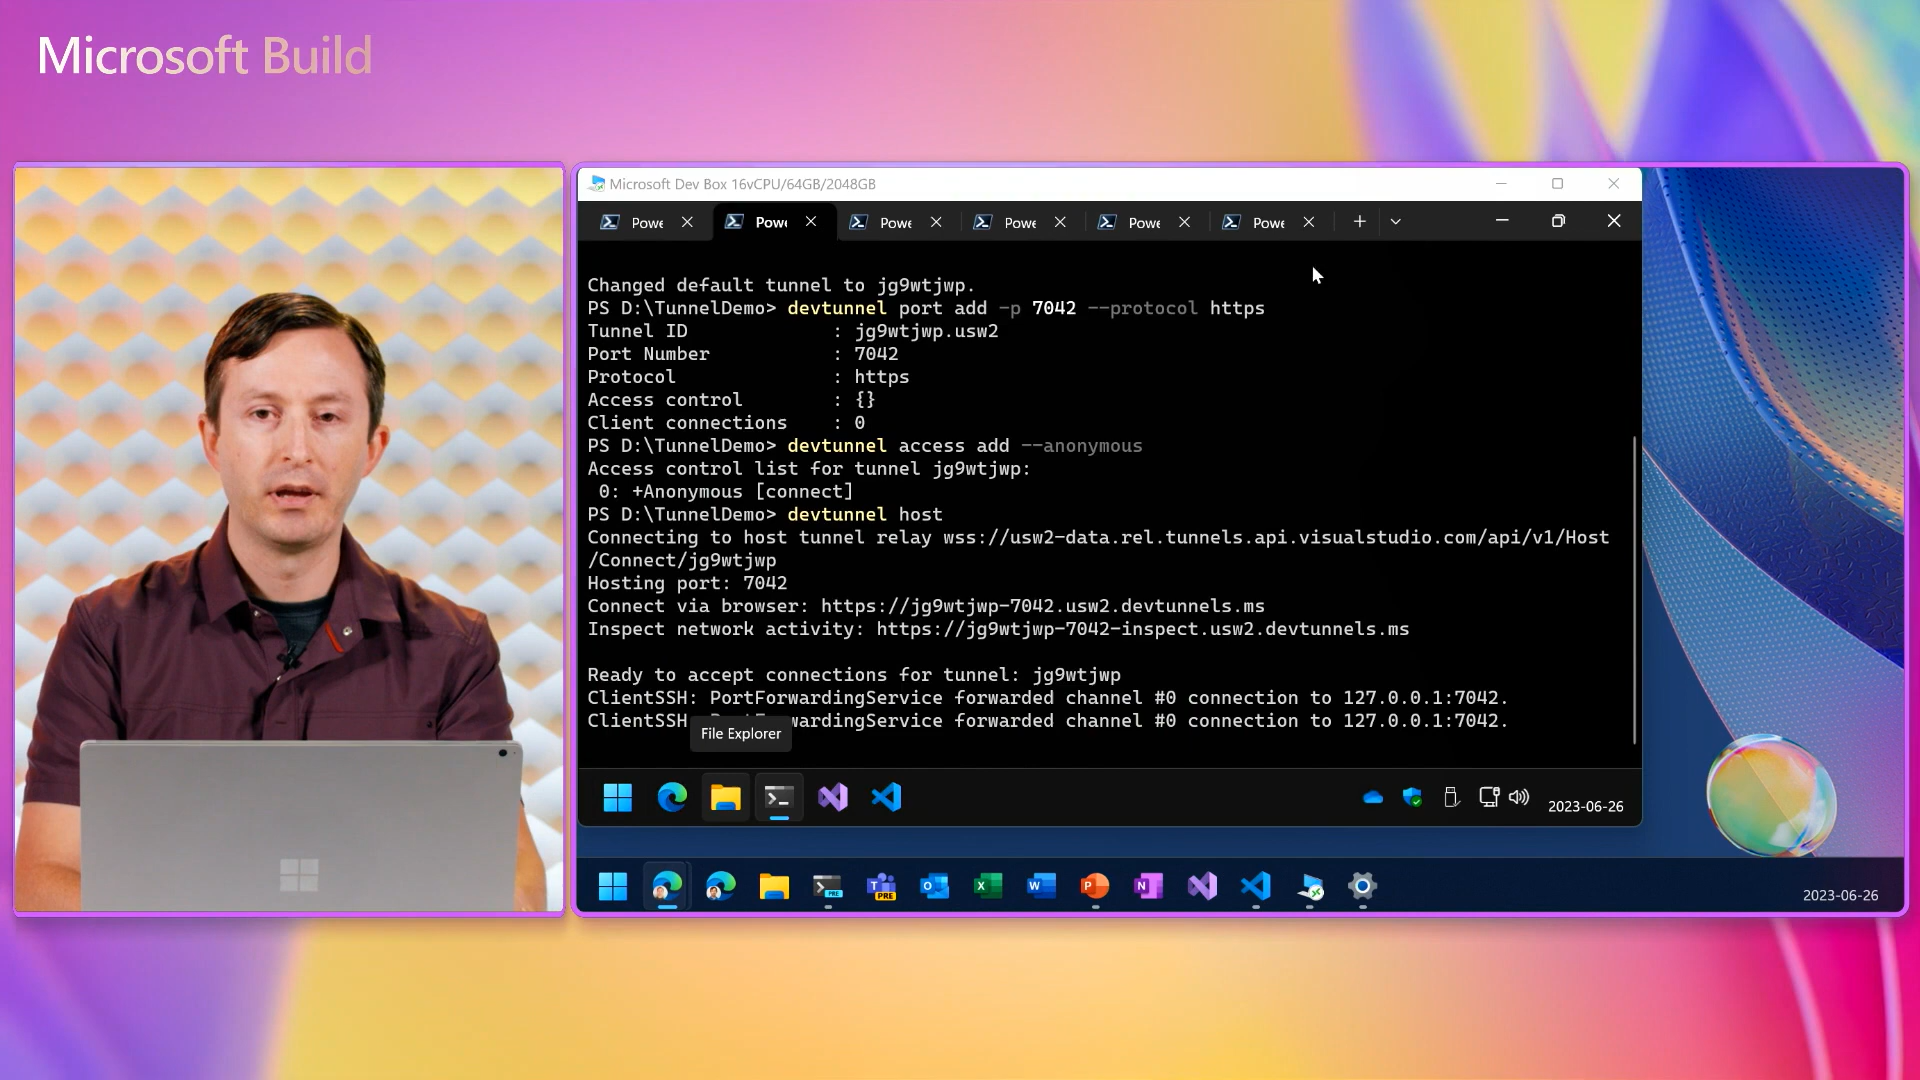 Microsoft Build
Microsoft Dev Box 16vCPU/64GB/2048GB
Powe Powe Powe Powe Powe Powe
Changed default tunnel to jg9wtjwp.
PS D:\TunnelDemo> devtunnel port add -p 7042 --protocol https
Tunnel ID : jg9wtjwp.usw2
Port Number : 7042
Protocol : https
Access control : {}
Client connections : 0
PS D:\TunnelDemo> devtunnel access add --anonymous
Access control list for tunnel jg9wtjwp:
0: +Anonymous [connect]
PS D:\TunnelDemo> devtunnel host
Connecting to host tunnel relay wss://usw2-data.rel.tunnels.api.visualstudio.com/api/v1/Host
/Connect/jg9wtjwp
Hosting port: 7042
Connect via browser: https://jg9wtjwp-7042.usw2.devtunnels.ms
Inspect network activity: https://jg9wtjwp-7042-inspect.usw2.devtunnels.ms
Ready to accept connections for tunnel: jg9wtjwp
ClientSSH: PortForwardingService forwarded channel #0 connection to 127.0.0.1:7042.
ClientSSH wardingService forwarded channel #0 connection to 127.0.0.1:7042.
File Explorer
2023-06-26
PRE
PRE
2023-06-26